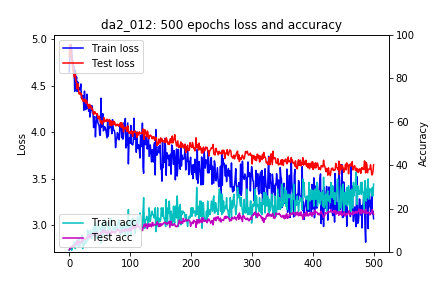 da2_012: 500 epochs loss and accuracy
5.0
4.5
4.0
3.5
3.0
Loss
Train loss
Test loss
Train acc
Test acc
100
80
60
40
20
0
Accuracy
0 100 200 300 400 500